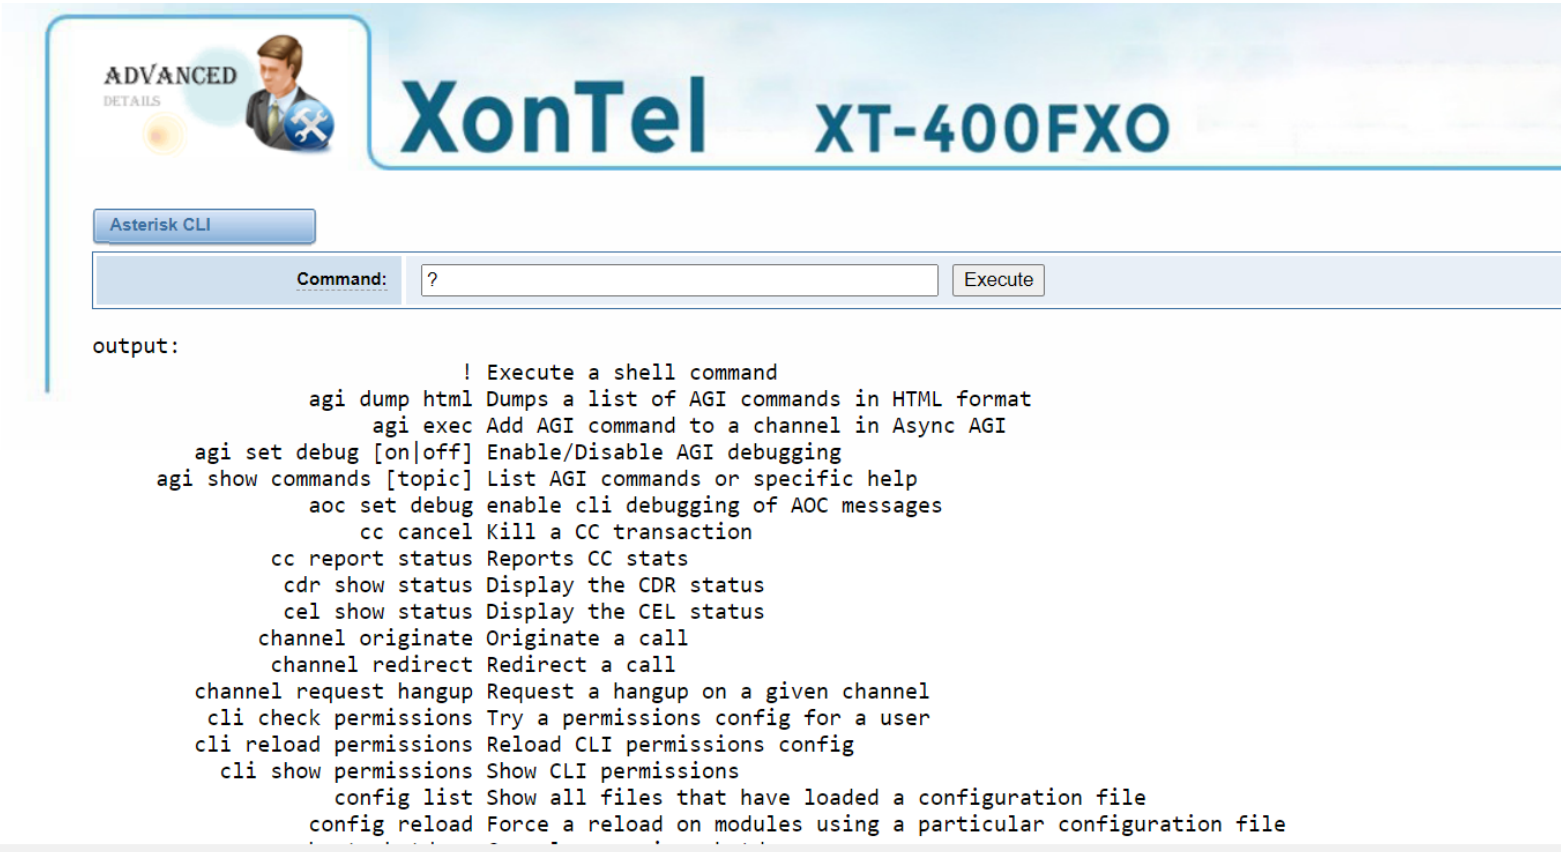 ADVANCED
DETAILS
XonTel XT-400FXO
Asterisk CLI
Command: ? Execute
output:
! Execute a shell command
agi dump html Dumps a list of AGI commands in HTML format
agi exec Add AGI command to a channel in Async AGI
agi set debug [on|off] Enable/Disable AGI debugging
agi show commands [topic] List AGI commands or specific help
aoc set debug enable cli debugging of AOC messages
cc cancel Kill a CC transaction
cc report status Reports CC stats
cdr show status Display the CDR status
cel show status Display the CEL status
channel originate Originate a call
channel redirect Redirect a call
channel request hangup Request a hangup on a given channel
cli check permissions Try a permissions config for a user
cli reload permissions Reload CLI permissions config
cli show permissions Show CLI permissions
config list Show all files that have loaded a configuration file
config reload Force a reload on modules using a particular configuration file